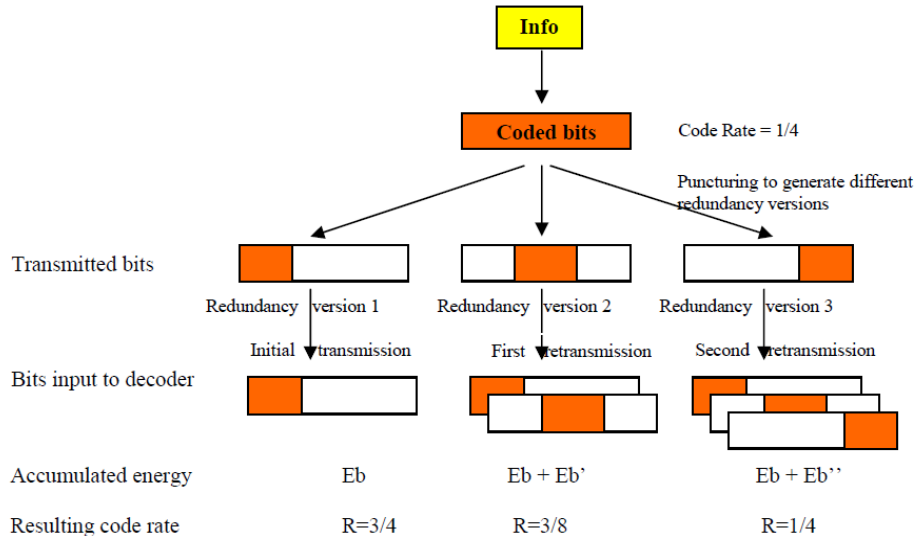 Info
Coded bits
Code Rate = 1/4
Puncturing to generate different
redundancy versions
Transmitted bits
Redundancy version 1
Redundancy version 2
Redundancy version 3
Initial transmission
First retransmission
Second retransmission
Bits input to decoder
Accumulated energy
Eb
Eb + Eb’
Eb + Eb’’
Resulting code rate
R=3/4
R=3/8
R=1/4